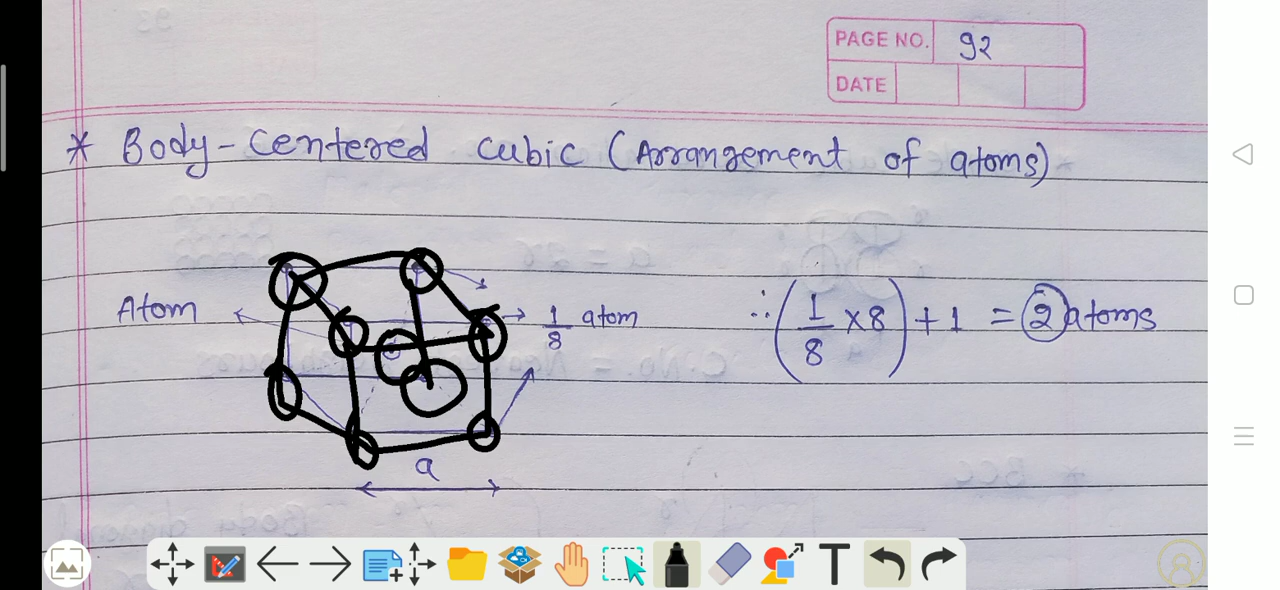 PAGE NO. 92
DATE
* Body-Centered Cubic (Arrangement of atoms)
Atom
1/8 atom
∴ (1/8 ×8) +1 = 2 atoms
a
T